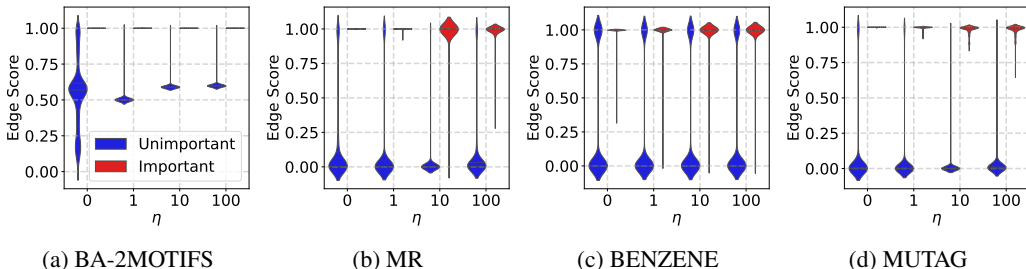 1.00
0.75
0.50
0.25
0.00
Edge Score
Unimportant
Important
0 1 10 100
η
(a) BA-2MOTIFS
1.00
0.75
0.50
0.25
0.00
Edge Score
0 1 10 100
η
(b) MR
1.00
0.75
0.50
0.25
0.00
Edge Score
0 1 10 100
η
(c) BENZENE
1.00
0.75
0.50
0.25
0.00
Edge Score
0 1 10 100
η
(d) MUTAG